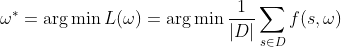 ω* = arg min L(ω) = arg min 1/|D| ∑_{s∈D} f(s, ω)